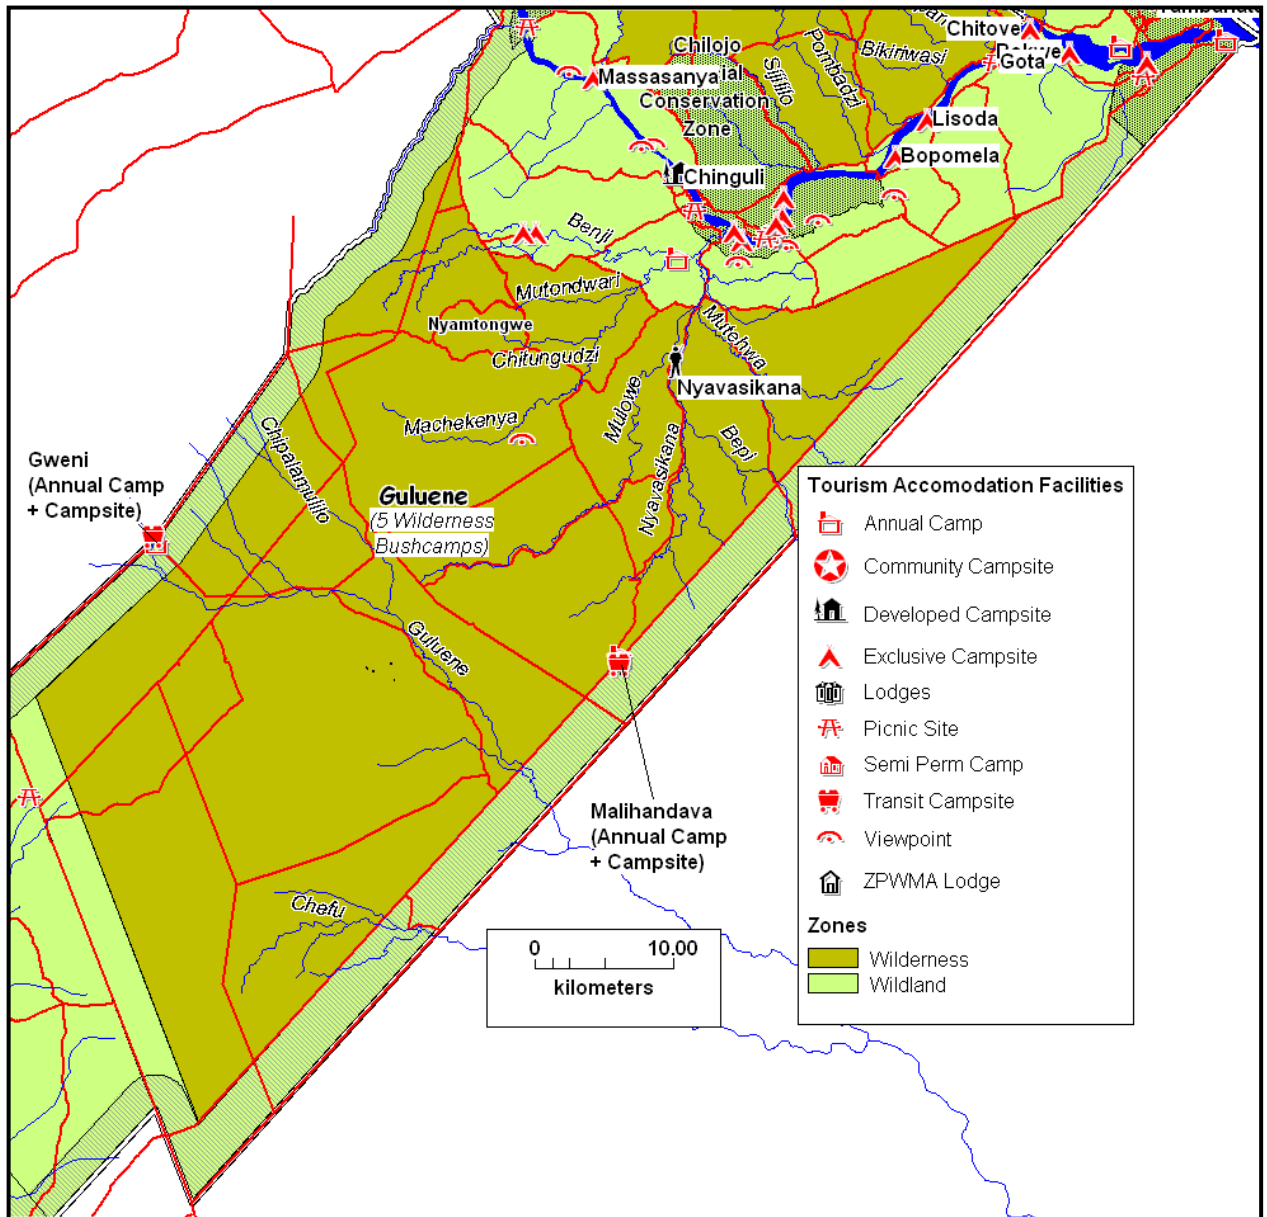 Chitove
Gota
Chilojo
Bikiriwasi
Pombadzi
Massasanya
ial
Conservation
Zone
Lisoda
Bopomela
Chinguli
Benji
Mutondwari
Nyamtongwe
Mutehwa
Chitungudzi
Nyavasikana
Mulowe
Machekenya
Chipalamulilo
Bepi
Nyavasikana
Gweni
(Annual Camp
+ Campsite)
Guluene
(5 Wilderness
Bushcamps)
Guluene
Malihandava
(Annual Camp
+ Campsite)
Chefu
0 10,00
kilometers
Tourism Accomodation Facilities
Annual Camp
Community Campsite
Developed Campsite
Exclusive Campsite
Lodges
Picnic Site
Semi Perm Camp
Transit Campsite
Viewpoint
ZPWMA Lodge
Zones
Wilderness
Wildland